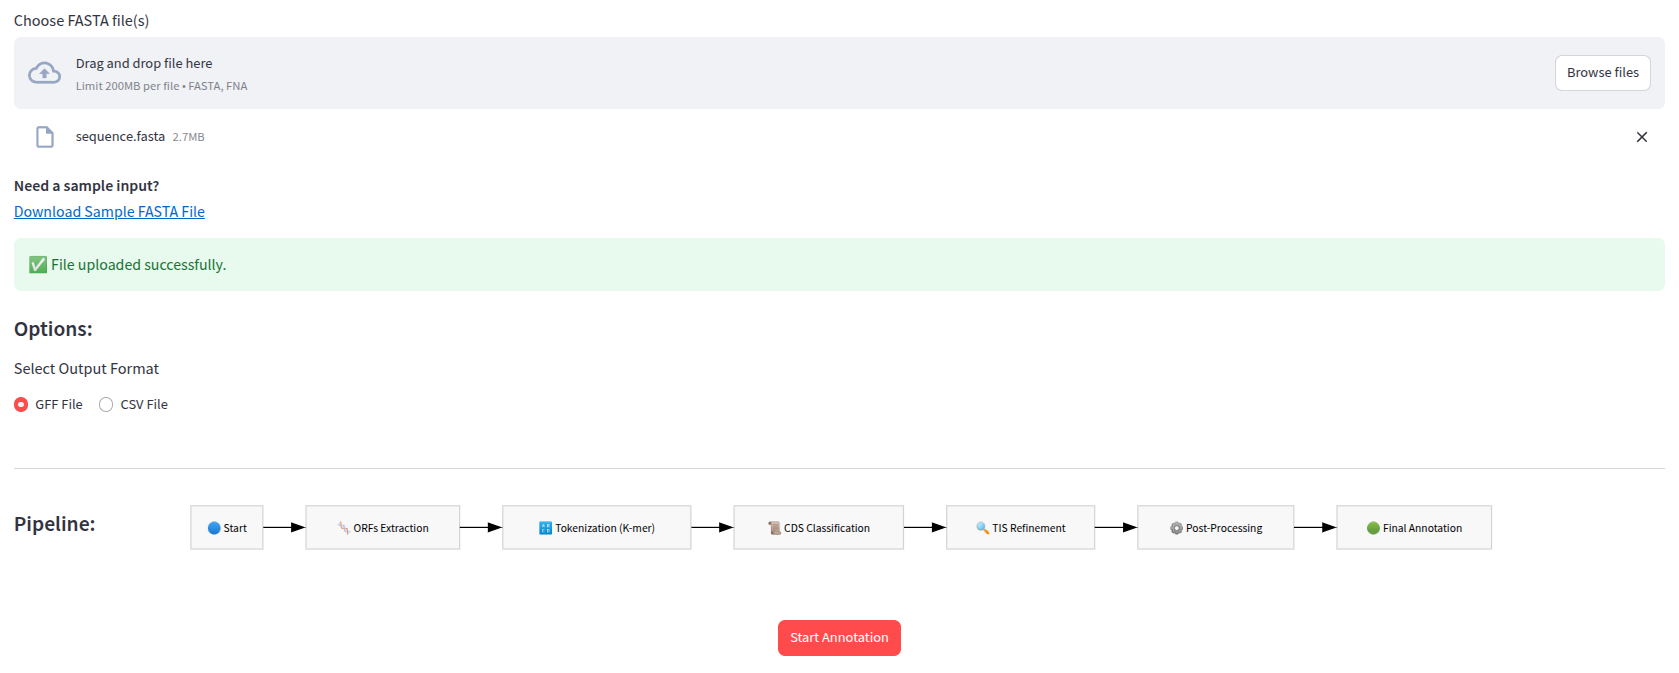 Choose FASTA file(s)
Drag and drop file here
Limit 200MB per file • FASTA, FNA
Browse files
sequence.fasta 2.7MB
Need a sample input?
Download Sample FASTA File
✅ File uploaded successfully.
Options:
Select Output Format
GFF File CSV File
Pipeline:
Start
ORFs Extraction
Tokenization (K-mer)
CDS Classification
TIS Refinement
Post-Processing
Final Annotation
Start Annotation